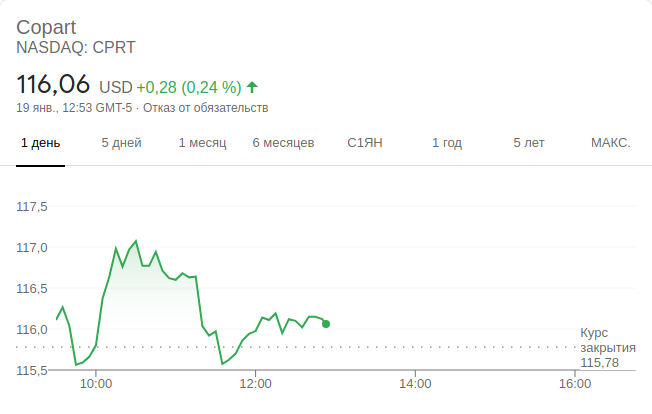 Copart
NASDAQ: CPRT
116,06 USD +0,28 (0,24 %)
19 янв., 12:53 GMT-5 · Отказ от обязательств
1 день 5 дней 1 месяц 6 месяцев С1ЯН 1 год 5 лет МАКС.
117,5
117,0
116,5
116,0
115,5
Курс
закрытия
115,78
10:00 12:00 14:00 16:00